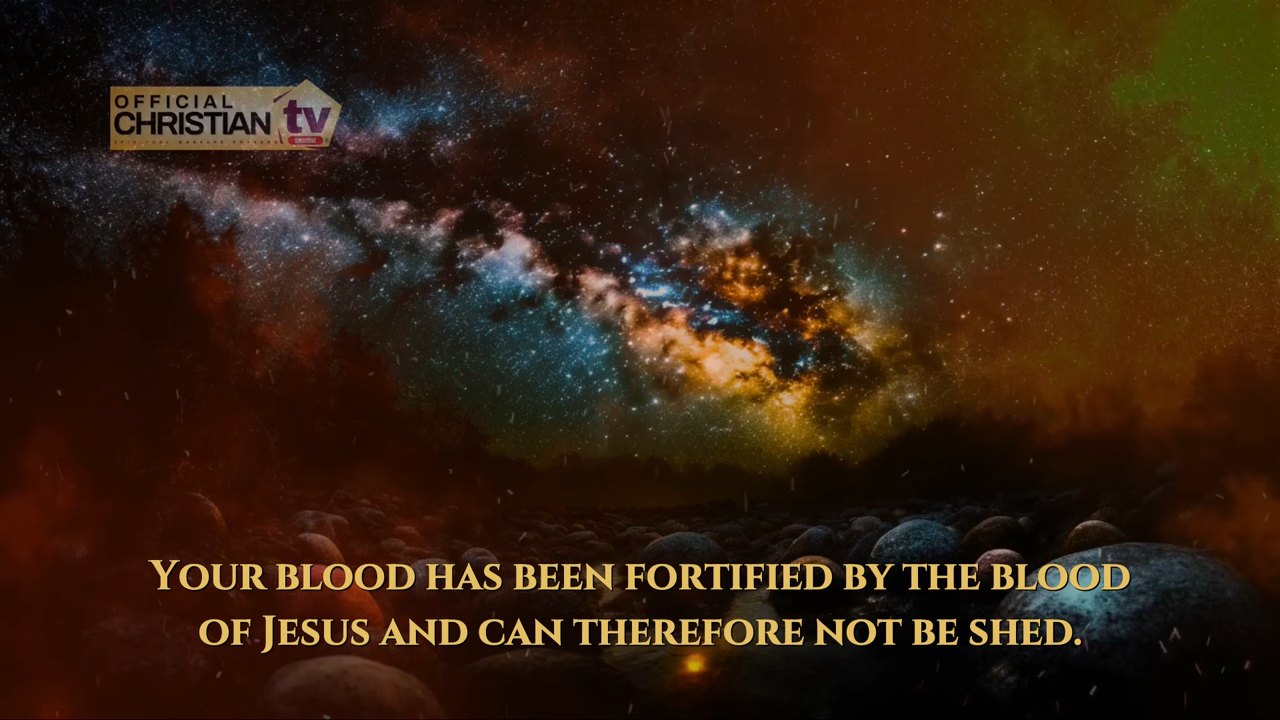 OFFICIAL
CHRISTIAN tv
YOUR BLOOD HAS BEEN FORTIFIED BY THE BLOOD
OF JESUS AND CAN THEREFORE NOT BE SHED.